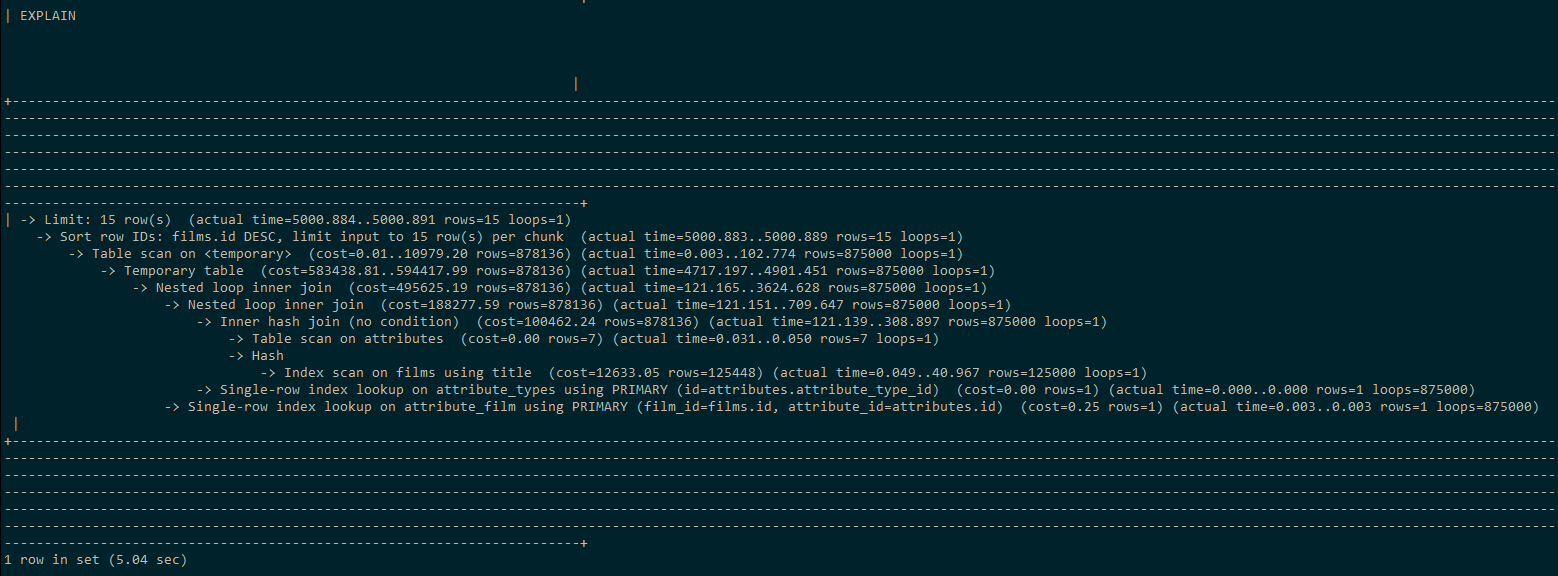 | EXPLAIN
|
+-------------------------------------------------------------------------------------------------------------------------------------------------------------------------------------------------
--------------------------------------------------------------------------------------------------------------------------------------------------------------------------------------------------
--------------------------------------------------------------------------------------------------------------------------------------------------------------------------------------------------
--------------------------------------------------------------------------------------------------------------------------------------------------------------------------------------------------
--------------------------------------------------------------------------------------------------------------------------------------------------------------------------------------------------
--------------------------------------------------------------------------------------------------------------------------------------------------------------------------------------------------
------------------------------------------------------------------------+
| -> Limit: 15 row(s)  (actual time=5000.884..5000.891 rows=15 loops=1)
    -> Sort row IDs: films.id DESC, limit input to 15 row(s) per chunk  (actual time=5000.883..5000.889 rows=15 loops=1)
        -> Table scan on <temporary>  (cost=0.01..10979.20 rows=878136) (actual time=0.003..102.774 rows=875000 loops=1)
            -> Temporary table  (cost=583438.81..594417.99 rows=878136) (actual time=4717.197..4901.451 rows=875000 loops=1)
                -> Nested loop inner join  (cost=495625.19 rows=878136) (actual time=121.165..3624.628 rows=875000 loops=1)
                    -> Nested loop inner join  (cost=188277.59 rows=878136) (actual time=121.151..709.647 rows=875000 loops=1)
                        -> Inner hash join (no condition)  (cost=100462.24 rows=878136) (actual time=121.139..308.897 rows=875000 loops=1)
                            -> Table scan on attributes  (cost=0.00 rows=7) (actual time=0.031..0.050 rows=7 loops=1)
                            -> Hash
                                -> Index scan on films using title  (cost=12633.05 rows=125448) (actual time=0.049..40.967 rows=125000 loops=1)
                        -> Single-row index lookup on attribute_types using PRIMARY (id=attributes.attribute_type_id)  (cost=0.00 rows=1) (actual time=0.000..0.000 rows=1 loops=875000)
                    -> Single-row index lookup on attribute_film using PRIMARY (film_id=films.id, attribute_id=attributes.id)  (cost=0.25 rows=1) (actual time=0.003..0.003 rows=1 loops=875000)
|
+-------------------------------------------------------------------------------------------------------------------------------------------------------------------------------------------------
--------------------------------------------------------------------------------------------------------------------------------------------------------------------------------------------------
--------------------------------------------------------------------------------------------------------------------------------------------------------------------------------------------------
--------------------------------------------------------------------------------------------------------------------------------------------------------------------------------------------------
--------------------------------------------------------------------------------------------------------------------------------------------------------------------------------------------------
--------------------------------------------------------------------------------------------------------------------------------------------------------------------------------------------------
------------------------------------------------------------------------+
1 row in set (5.04 sec)